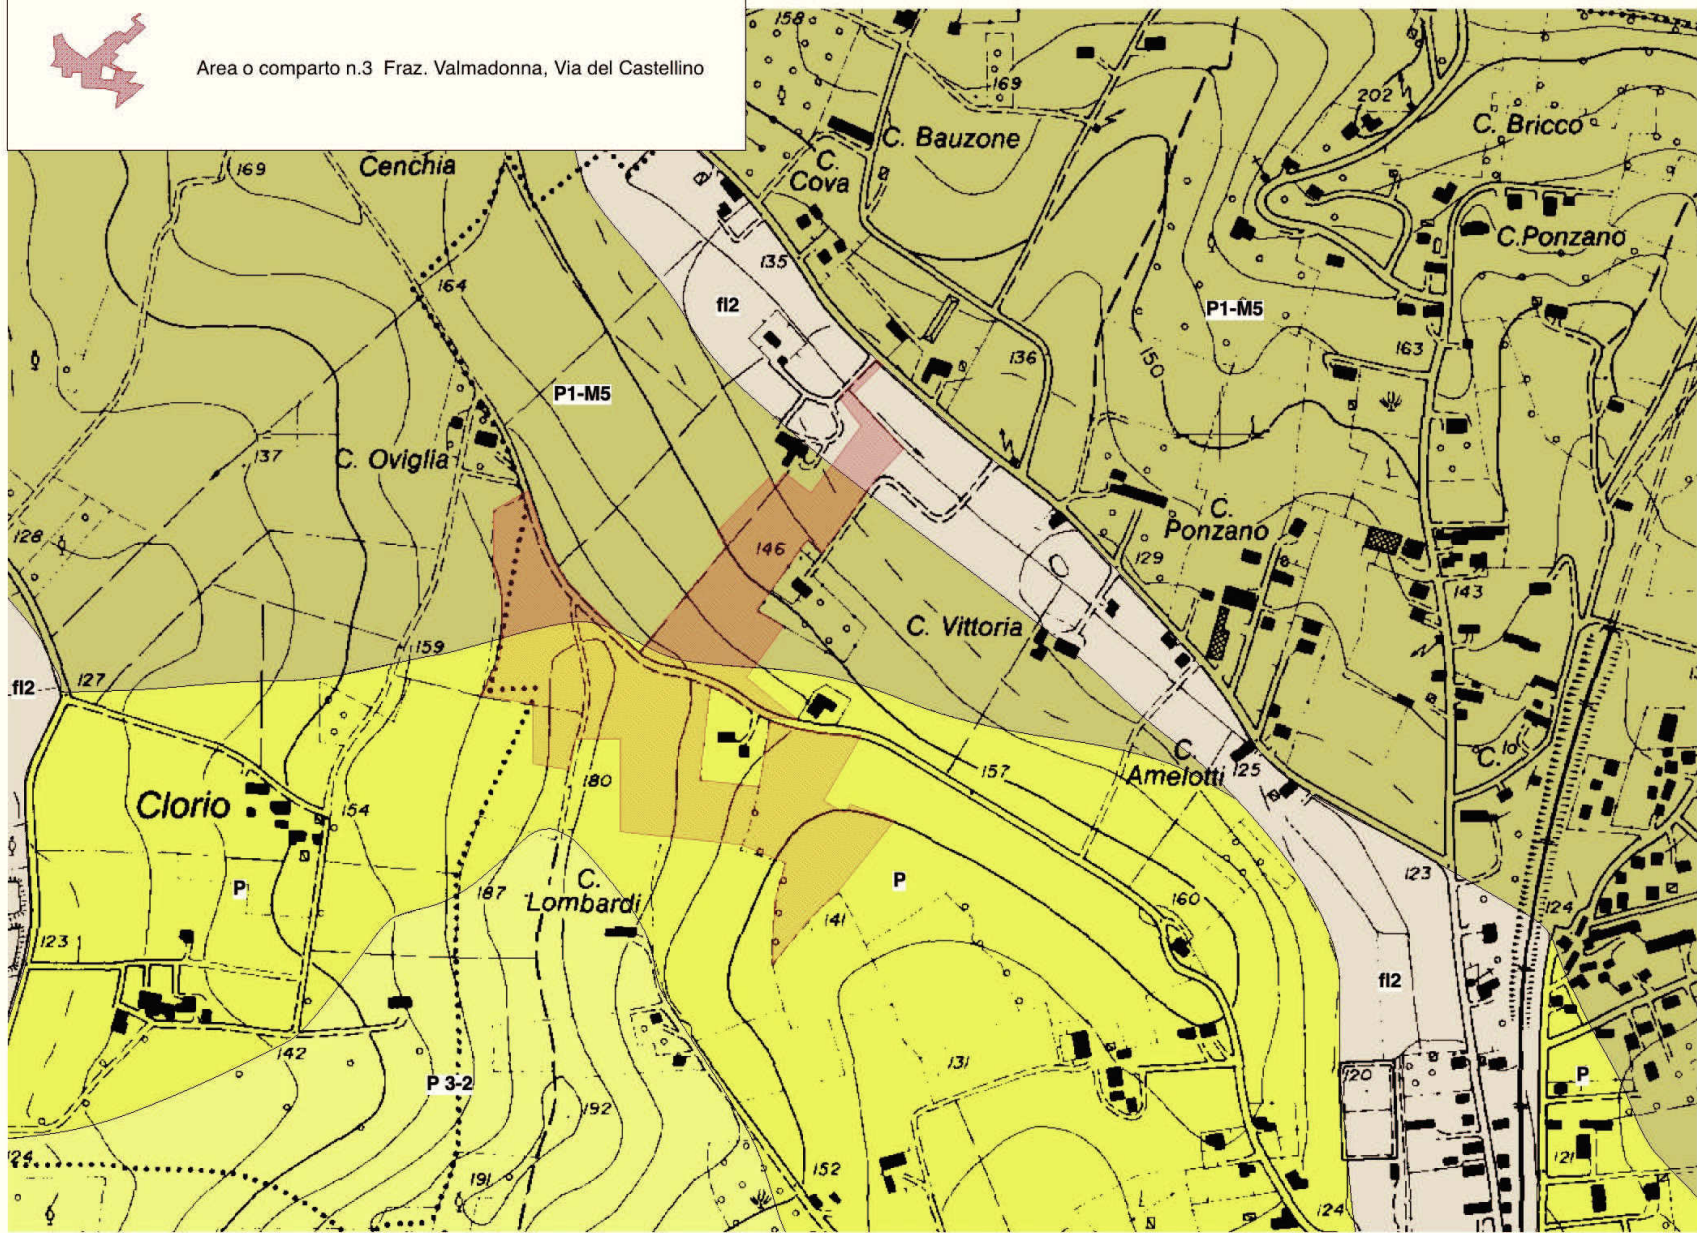 Area o comparto n.3 Fraz. Valmadonna, Via del Castellino
158
169
202
C. Bauzone
C. Bricco
169
Cenchia
C.
Cova
C.Ponzano
135
164
fl2
P1-M5
136
163
150
P1-M5
C. Oviglia
137
C.
Ponzano
128
146
129
143
C. Vittoria
159
127
fl2
C.
Amelotti
125
C.
157
180
Clorio
154
C.
Lombardi
P
187
P
123
160
124
141
123
fl2
142
131
120
P 3-2
P
192
124
191
152
121
124